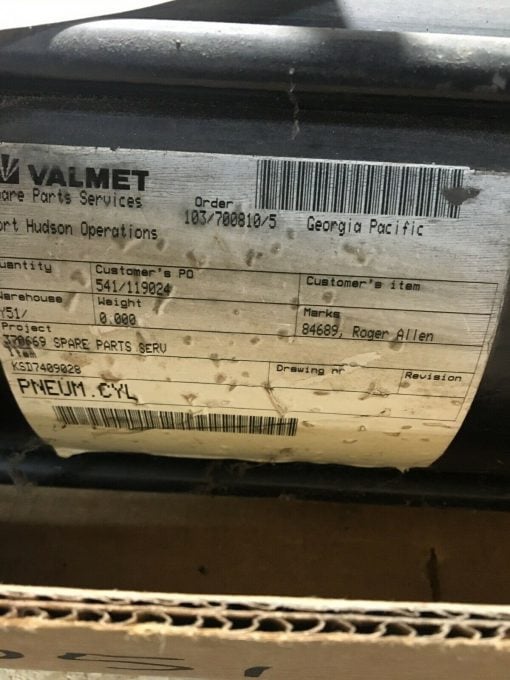 VALMET
are Parts Services
Order
103/700810/5
Georgia Pacific
ort Hudson Operations
uantity
Customer's PO
541/119024
Customer's item
Warehouse
Y51/
Weight
0.000
Marks
84689, Roger Allen
Project
370669 SPARE PARTS SERV
Item
KSD7409028
Drawing nr
Revision
PNEUM.CYL